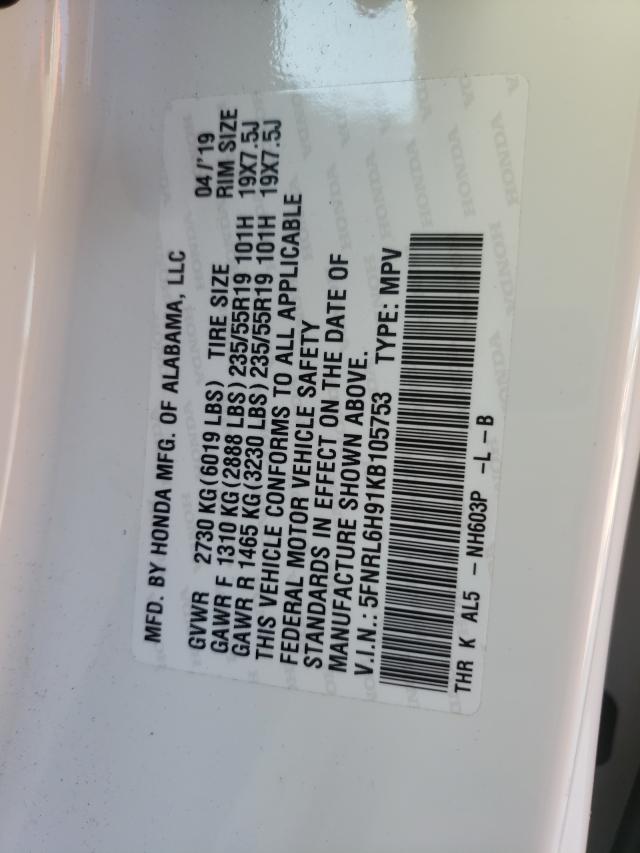 MFD. BY HONDA MFG. OF ALABAMA, LLC 04/'19
GVWR 2730 KG(6019 LBS) TIRE SIZE RIM SIZE
GAWR F 1310 KG(2888 LBS)235/55R19 101H 19X7.5J
GAWR R 1465 KG(3230 LBS)235/55R19 101H 19X7.5J
THIS VEHICLE CONFORMS TO ALL APPLICABLE
FEDERAL MOTOR VEHICLE SAFETY
STANDARDS IN EFFECT ON THE DATE OF
MANUFACTURE SHOWN ABOVE.
V.I.N.:5FNRL6H91KB105753 TYPE: MPV
THR K AL5 -NH603P -L-B